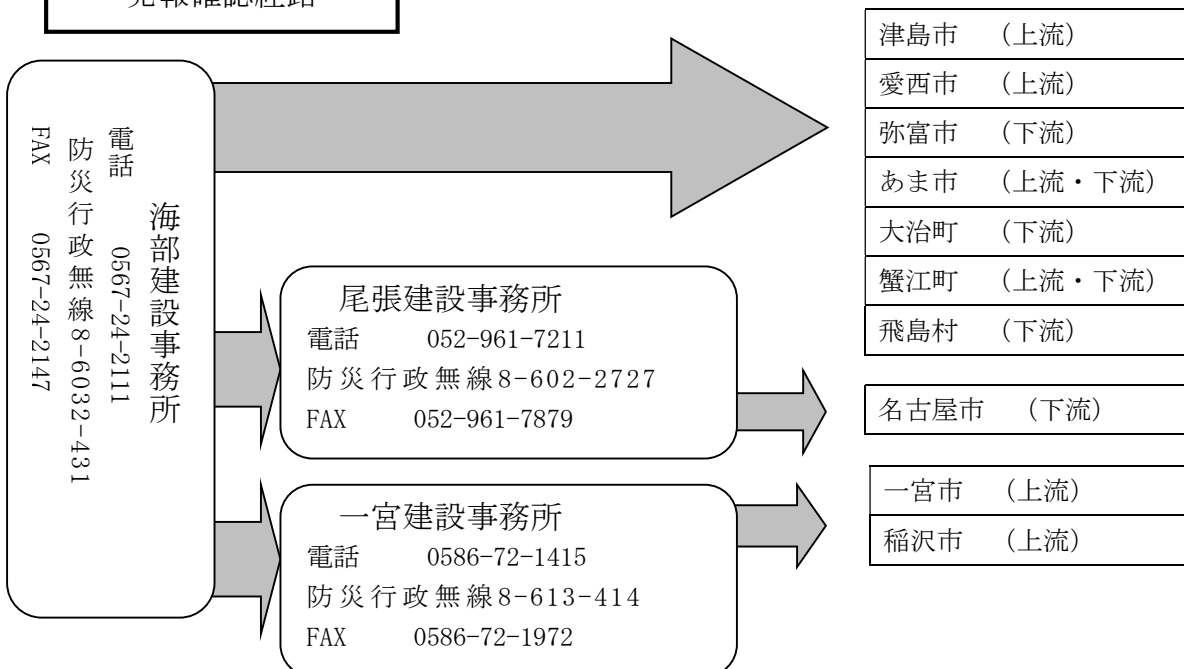 発報確認経路
海部建設事務所
電話　0567-24-2111
防災行政無線8-6032-431
FAX　0567-24-2147
尾張建設事務所
電話　052-961-7211
防災行政無線8-602-2727
FAX　052-961-7879
一宮建設事務所
電話　0586-72-1415
防災行政無線8-613-414
FAX　0586-72-1972
津島市　（上流）
愛西市　（上流）
弥富市　（下流）
あま市　（上流・下流）
大治町　（下流）
蟹江町　（上流・下流）
飛島村　（下流）
名古屋市　（下流）
一宮市　（上流）
稲沢市　（上流）